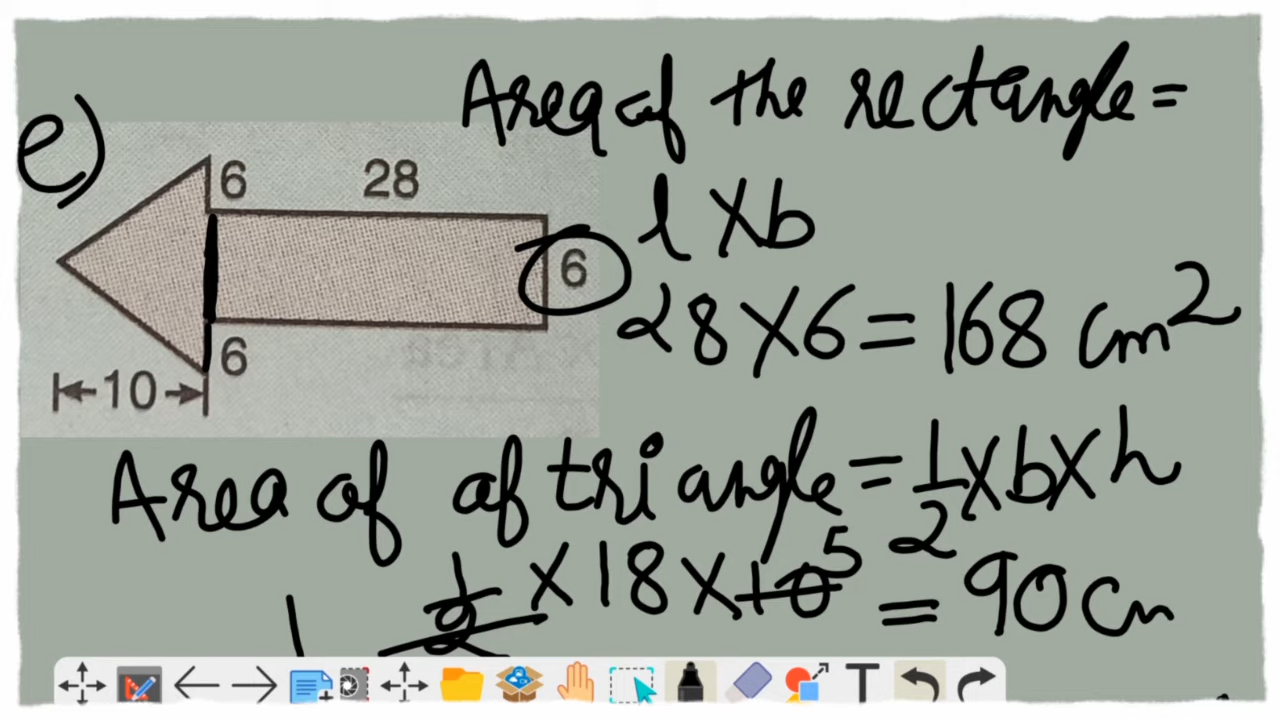 Area of the rectangle =
e)
6
28
l X b
6
28 X 6 = 168 cm²
6
10
Area of of triangle = 1/2 X b X h
1/2 X 18 X 10 5 = 90 cm
T